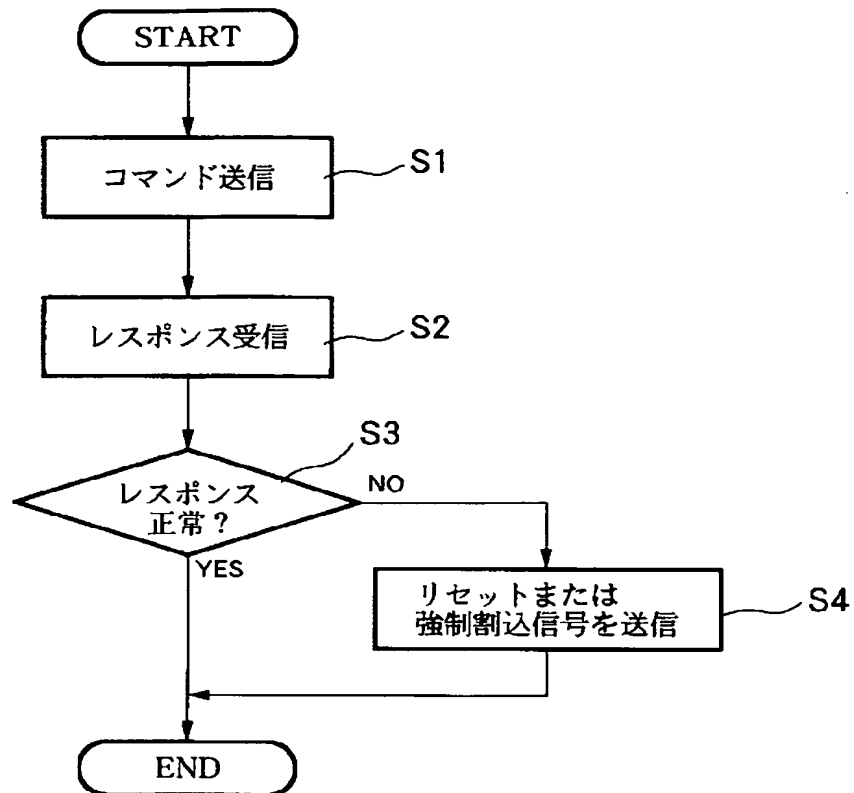 START
コマンド送信
S1
レスポンス受信
S2
S3
レスポンス
正常?
NO
YES
リセットまたは
強制割込信号を送信
S4
END